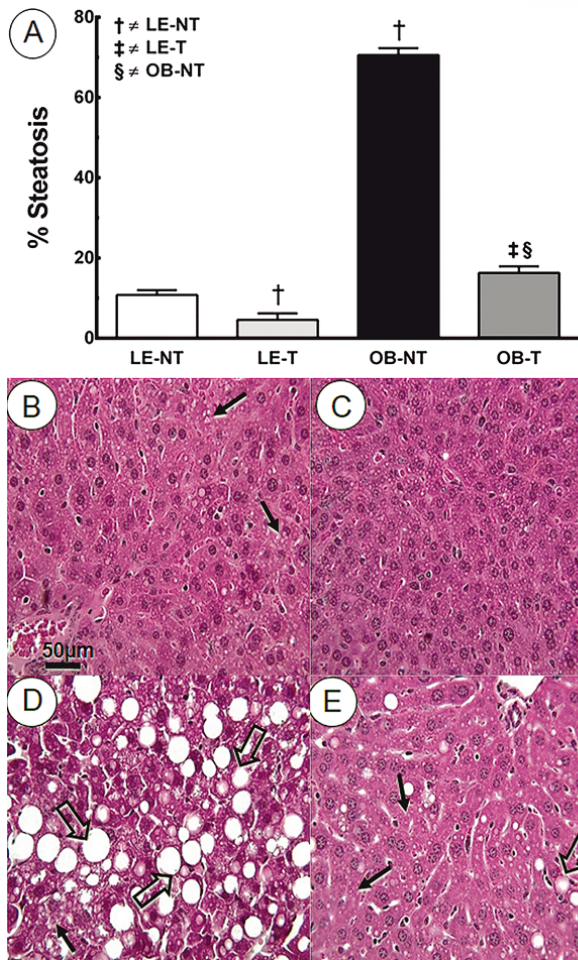 A
† ≠ LE-NT
‡ ≠ LE-T
§ ≠ OB-NT
% Steatosis
80
60
40
20
0
†
†
‡ §
LE-NT
LE-T
OB-NT
OB-T
B
C
50µm
D
E